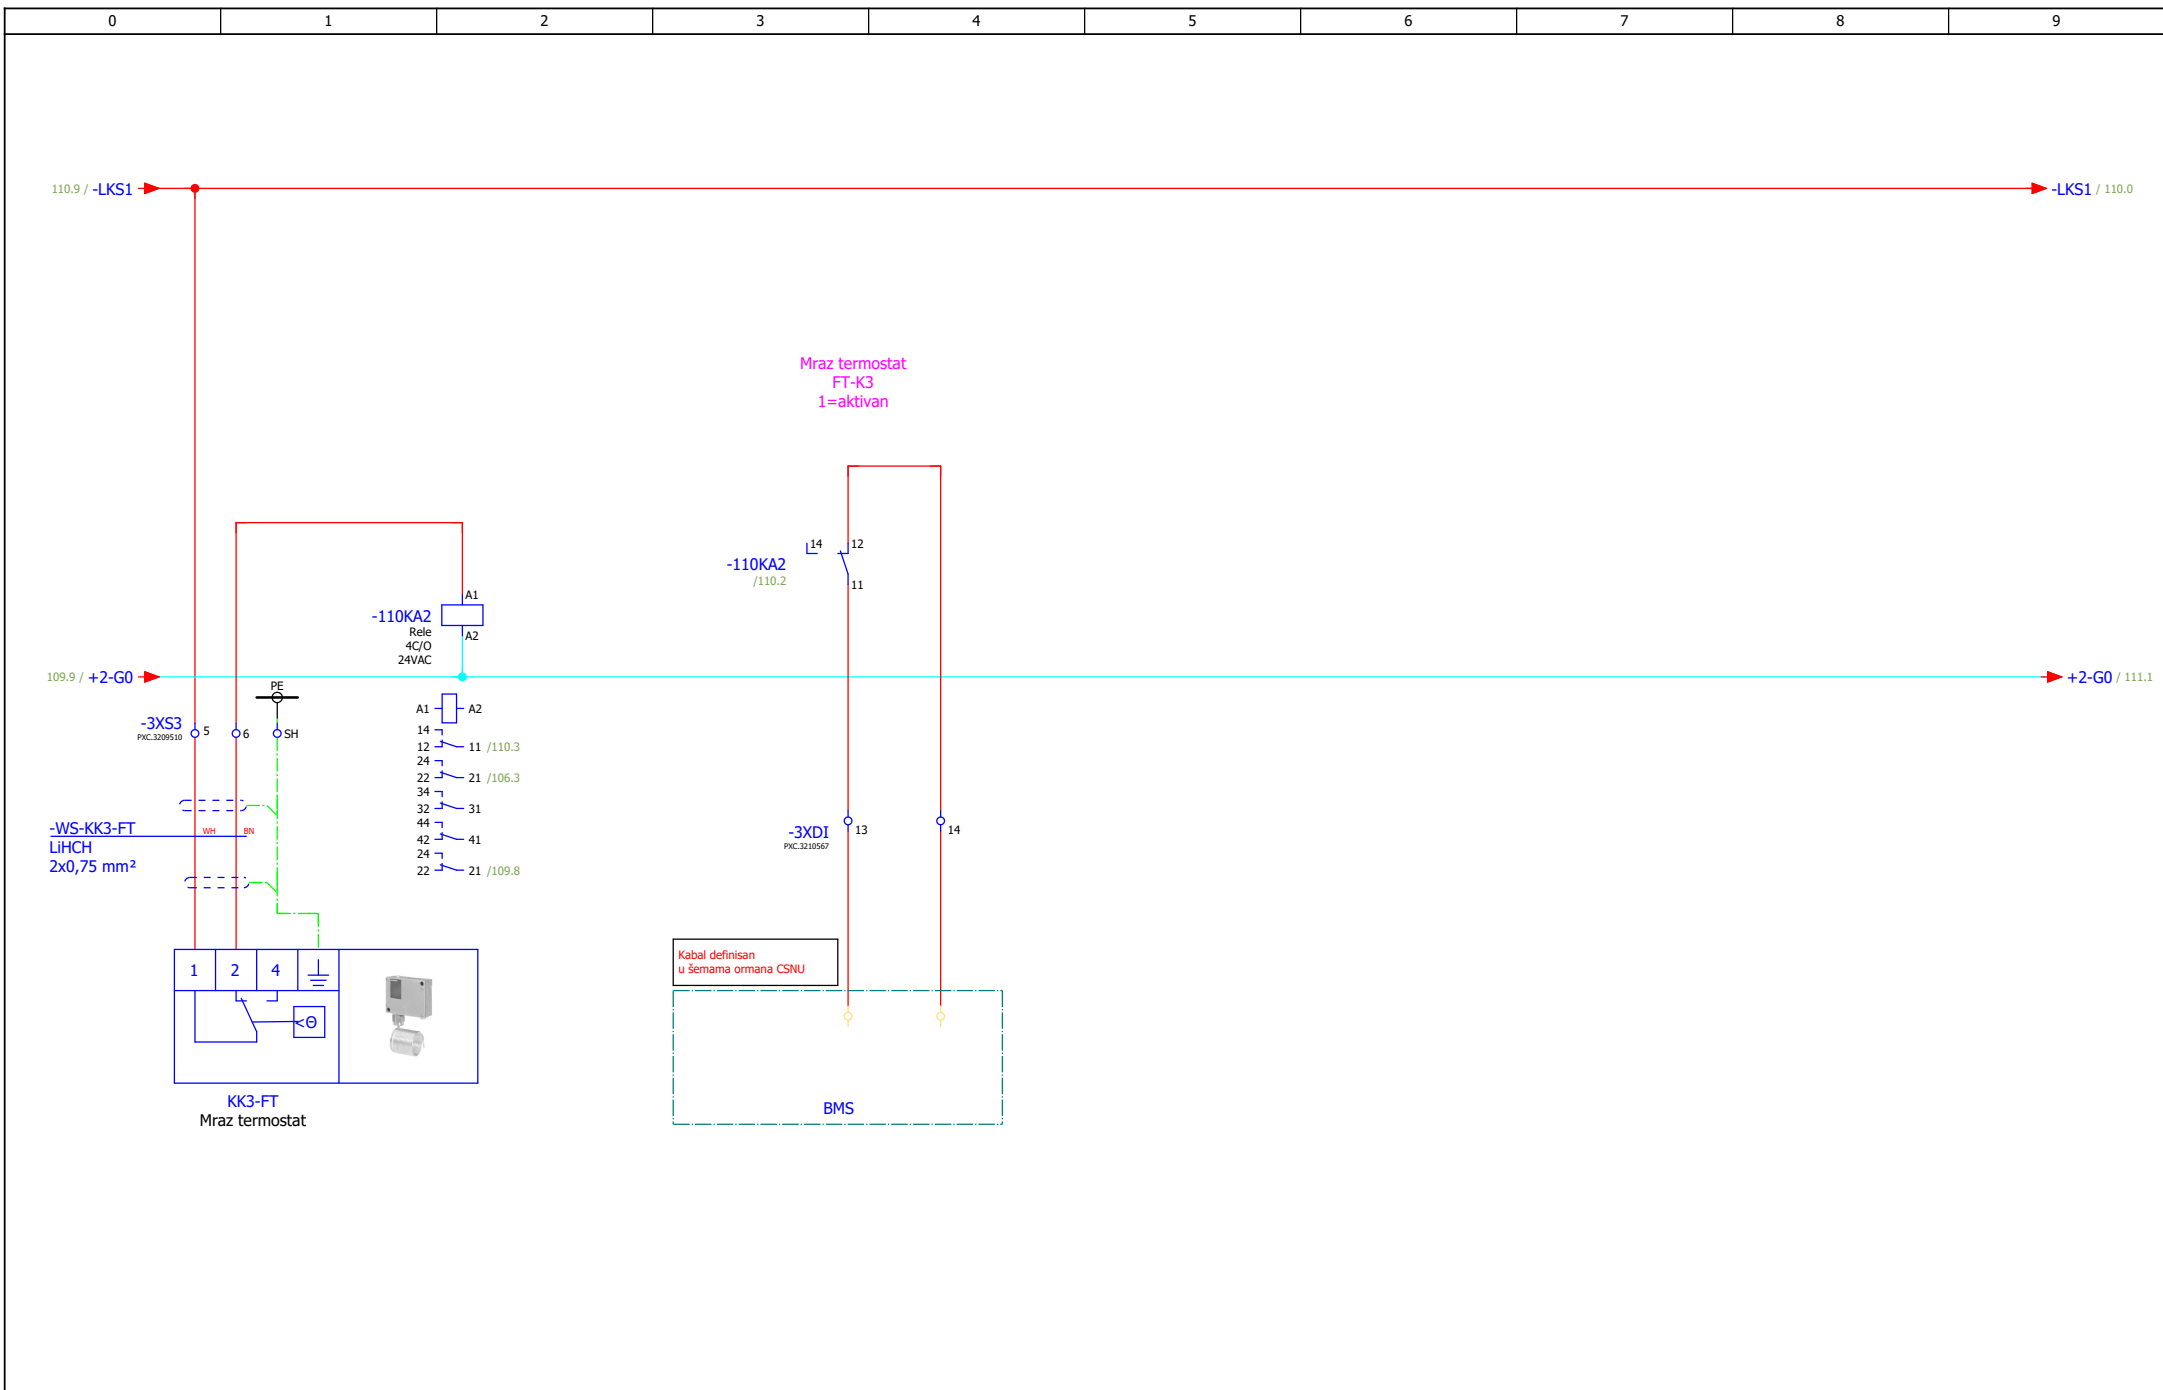 0 1 2 3 4 5 6 7 8 9
110.9 / -LKS1
-LKS1 / 110.0
Mraz termostat
FT-K3
1=aktivan
14 12
-110KA2
/110.2
11
A1
-110KA2
A2
Rele
4C/O
24VAC
109.9 / +2-G0
+2-G0 / 111.1
PE
-3XS3
PXC.3209510
5 6 SH
A1 A2
14
12 11 /110.3
24
22 21 /106.3
34
32 31
44
42 41
24
22 21 /109.8
-WS-KK3-FT
WH BN
LiHCH
2x0,75 mm²
-3XDI
PXC.3210567
13 14
Kabal definisan
u šemama ormana CSNU
1 2 4
<Θ
BMS
KK3-FT
Mraz termostat